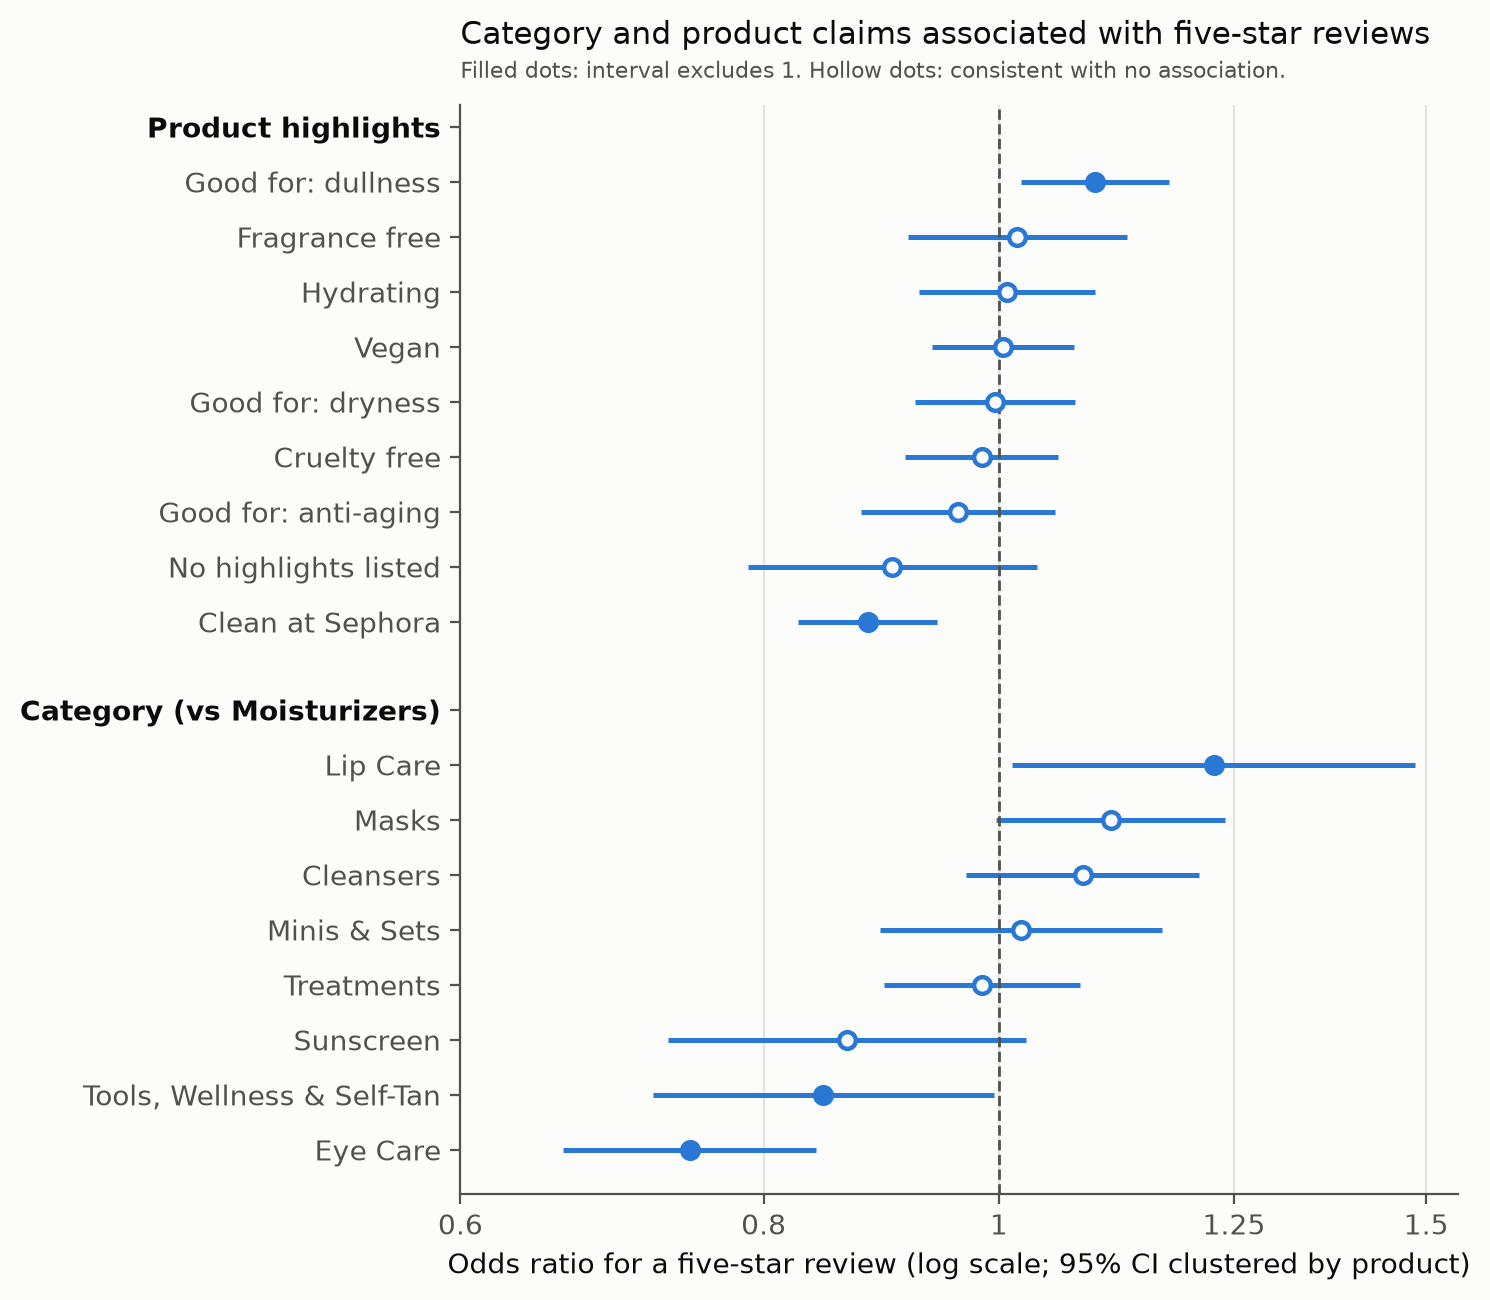 Category and product claims associated with five-star reviews
Filled dots: interval excludes 1. Hollow dots: consistent with no association.
Product highlights
Good for: dullness
Fragrance free
Hydrating
Vegan
Good for: dryness
Cruelty free
Good for: anti-aging
No highlights listed
Clean at Sephora
Category (vs Moisturizers)
Lip Care
Masks
Cleansers
Minis & Sets
Treatments
Sunscreen
Tools, Wellness & Self-Tan
Eye Care
0.6 0.8 1 1.25 1.5
Odds ratio for a five-star review (log scale; 95% CI clustered by product)